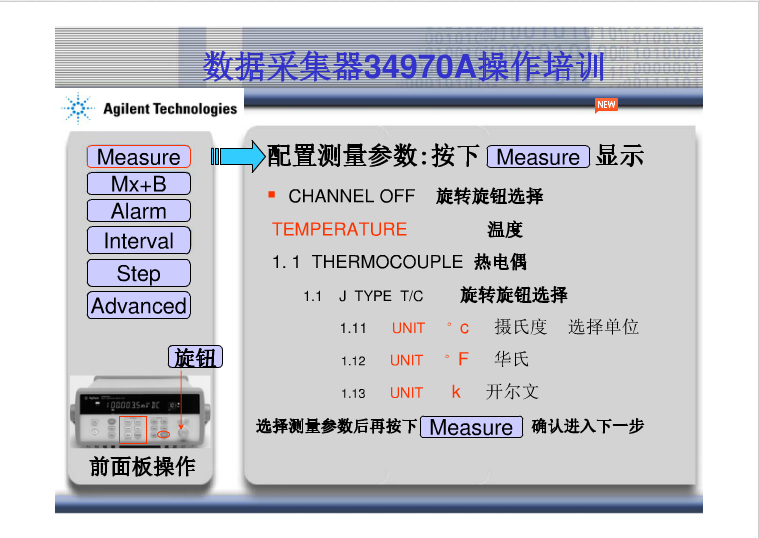 数据采集器34970A操作培训
Agilent Technologies
NEW
Measure
Mx+B
Alarm
Interval
Step
Advanced
旋钮
前面板操作
配置测量参数:按下 Measure 显示
CHANNEL OFF 旋转旋钮选择
TEMPERATURE 温度
1. 1 THERMOCOUPLE 热电偶
1.1 J TYPE T/C 旋转旋钮选择
1.11 UNIT °c 摄氏度 选择单位
1.12 UNIT °F 华氏
1.13 UNIT k 开尔文
选择测量参数后再按下 Measure 确认进入下一步